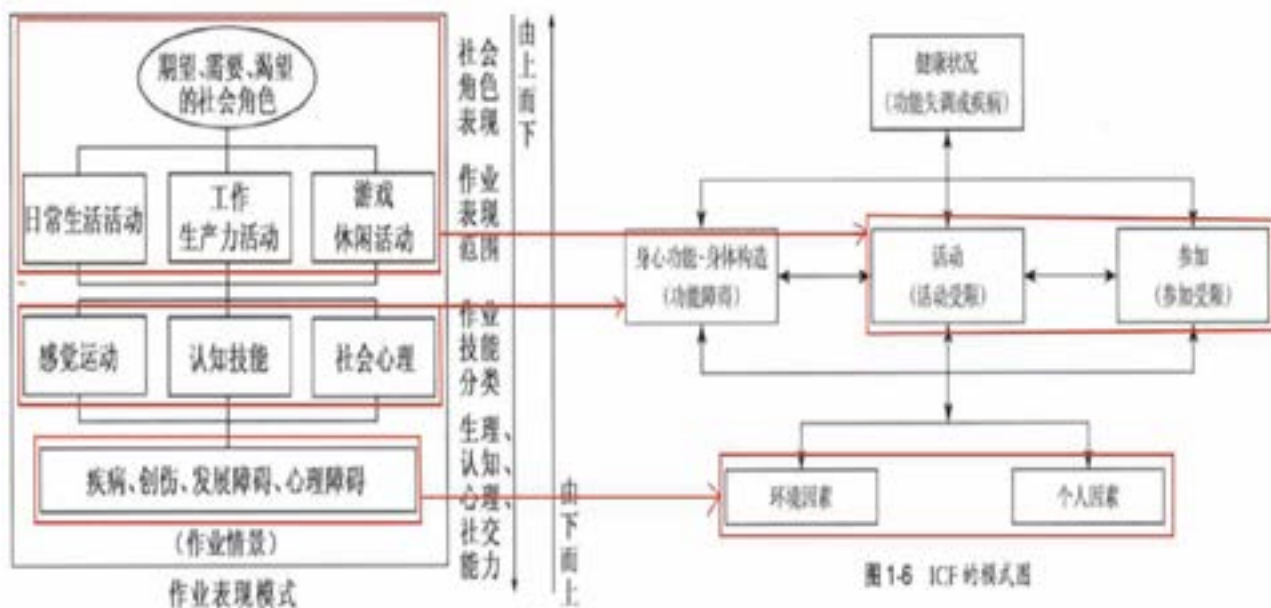 期望、需要、渴望
的社会角色
日常生活活动
工作
生产力活动
游戏
休闲活动
感觉运动
认知技能
社会心理
疾病、创伤、发展障碍、心理障碍
(作业情景)
作业表现模式
社会
角色
表现
作业
表现
范围
作业
技能
分类
生理、
认知、
心理、
社交
能力
由上而下
由下而上
健康状况
(功能失调或疾病)
身心功能-身体构造
(功能障碍)
活动
(活动受限)
参加
(参加受限)
环境因素
个人因素
图1-6 ICF的模式图